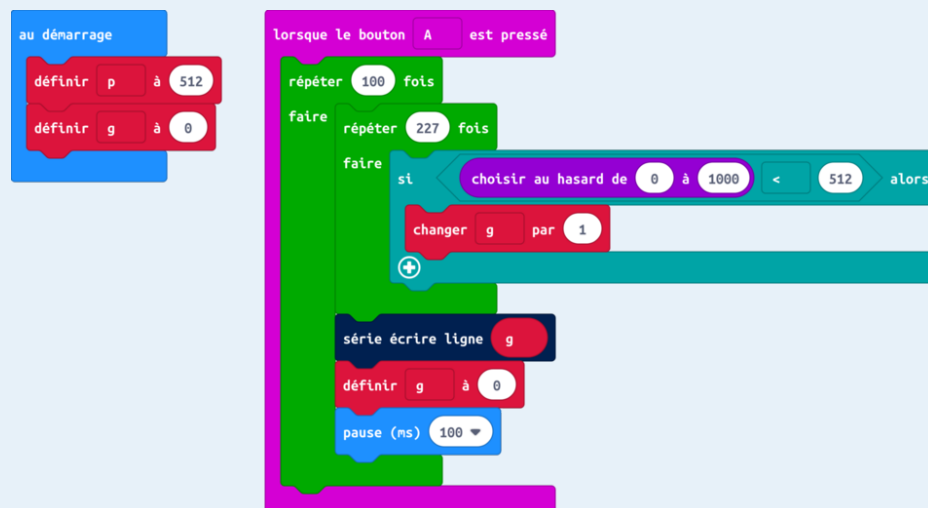 au démarrage
définir p à 512
définir g à 0
lorsque le bouton A est pressé
répéter 100 fois
faire
répéter 227 fois
faire
si choisir au hasard de 0 à 1000 < 512 alors
changer g par 1
série écrire ligne g
définir g à 0
pause (ms) 100